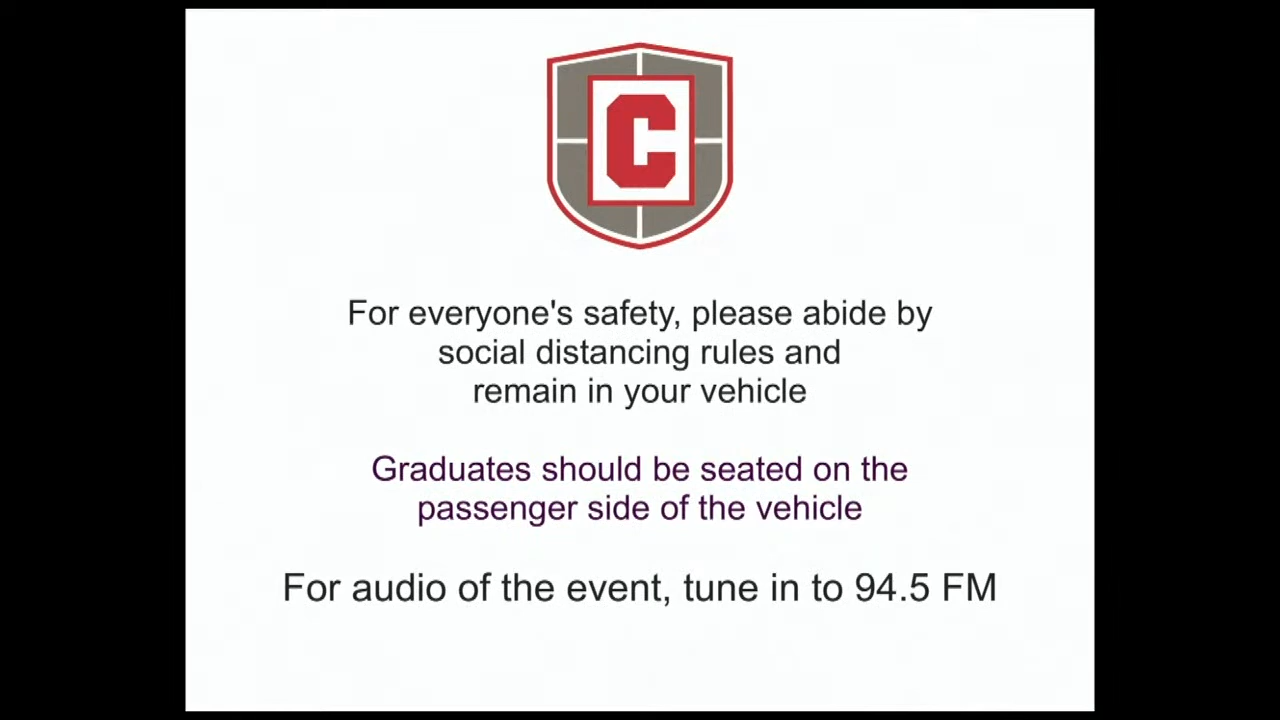 C
For everyone's safety, please abide by
social distancing rules and
remain in your vehicle
Graduates should be seated on the
passenger side of the vehicle
For audio of the event, tune in to 94.5 FM